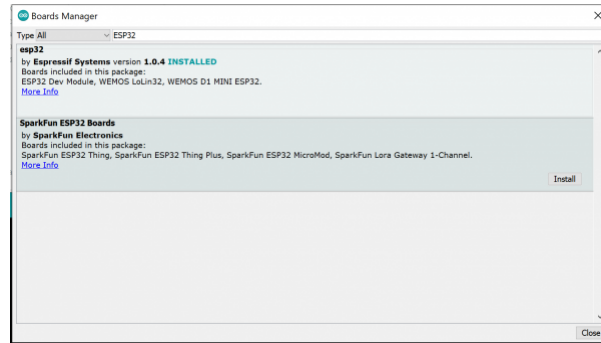 Boards Manager
Type All ESP32
esp32
by Espressif Systems version 1.0.4 INSTALLED
Boards included in this package:
ESP32 Dev Module, WEMOS LoLin32, WEMOS D1 MINI ESP32.
More Info
SparkFun ESP32 Boards
by SparkFun Electronics
Boards included in this package:
SparkFun ESP32 Thing, SparkFun ESP32 Thing Plus, SparkFun ESP32 MicroMod, SparkFun Lora Gateway 1-Channel.
More Info
Install
Close